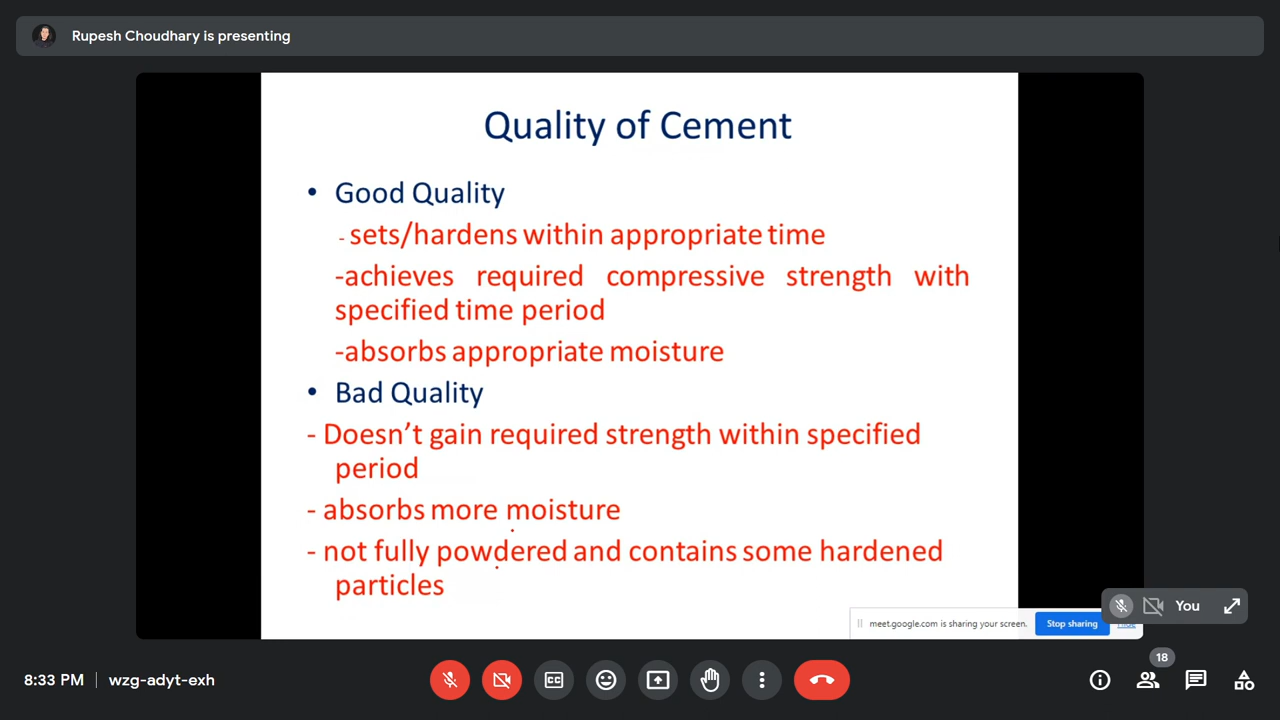 Rupesh Choudhary is presenting
Quality of Cement
• Good Quality
- sets/hardens within appropriate time
-achieves required compressive strength with
specified time period
-absorbs appropriate moisture
• Bad Quality
- Doesn’t gain required strength within specified
period
- absorbs more moisture
- not fully powdered and contains some hardened
particles
You
meet.google.com is sharing your screen.
Stop sharing
8:33 PM | wzg-adyt-exh
CC
18